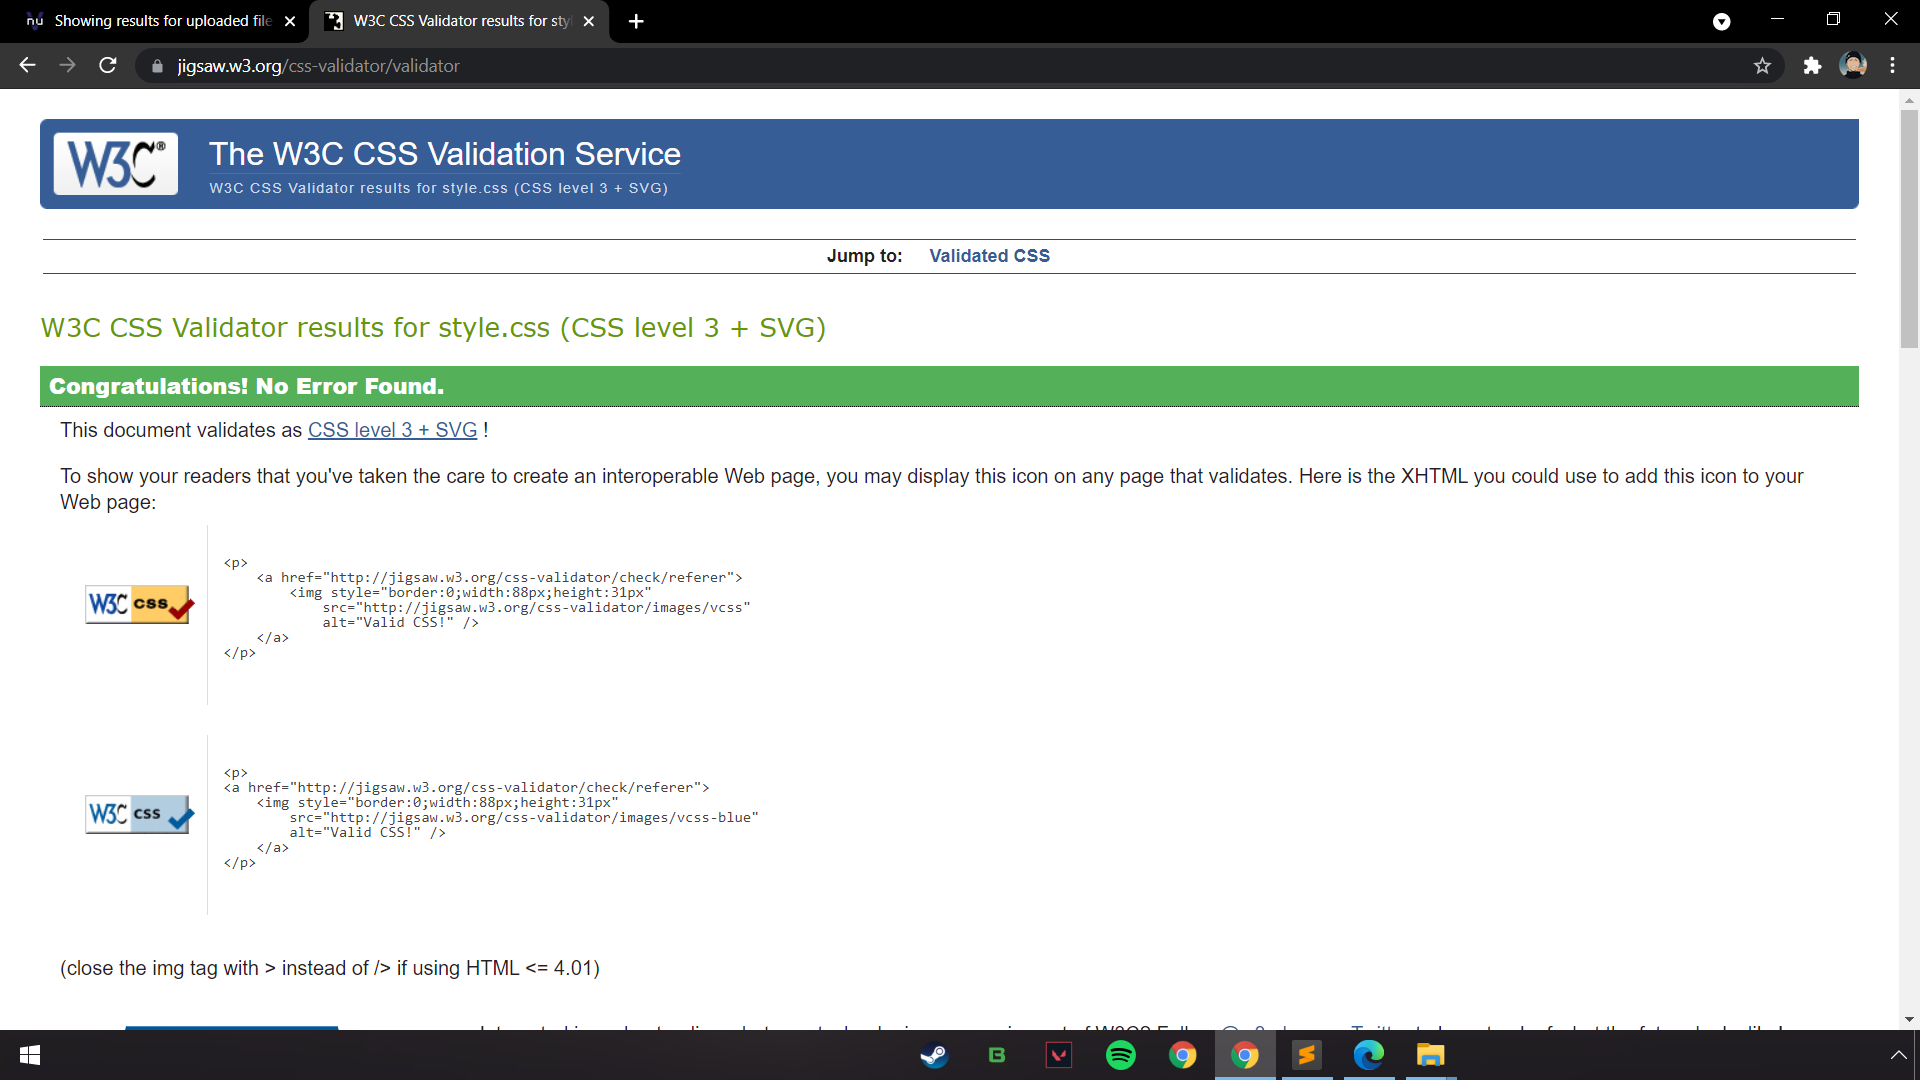 Showing results for uploaded file
W3C CSS Validator results for sty
jigsaw.w3.org/css-validator/validator
W3C®
The W3C CSS Validation Service
W3C CSS Validator results for style.css (CSS level 3 + SVG)
Jump to: Validated CSS
W3C CSS Validator results for style.css (CSS level 3 + SVG)
Congratulations! No Error Found.
This document validates as CSS level 3 + SVG !
To show your readers that you've taken the care to create an interoperable Web page, you may display this icon on any page that validates. Here is the XHTML you could use to add this icon to your
Web page:
W3C css
<p>
<a href="http://jigsaw.w3.org/css-validator/check/referer">
<img style="border:0;width:88px;height:31px"
src="http://jigsaw.w3.org/css-validator/images/vcss"
alt="Valid CSS!" />
</a>
</p>
W3C css
<p>
<a href="http://jigsaw.w3.org/css-validator/check/referer">
<img style="border:0;width:88px;height:31px"
src="http://jigsaw.w3.org/css-validator/images/vcss-blue"
alt="Valid CSS!" />
</a>
</p>
(close the img tag with > instead of /> if using HTML <= 4.01)